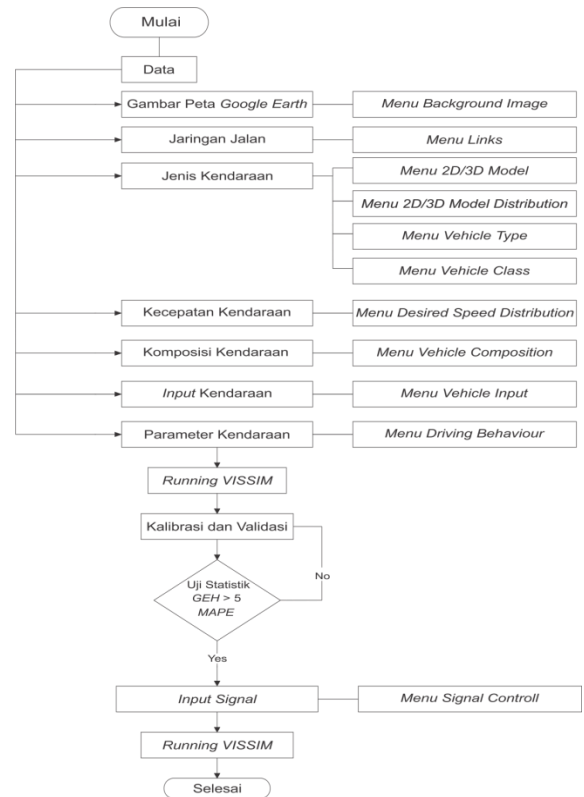 Mulai
Data
Gambar Peta Google Earth
Menu Background Image
Jaringan Jalan
Menu Links
Jenis Kendaraan
Menu 2D/3D Model
Menu 2D/3D Model Distribution
Menu Vehicle Type
Menu Vehicle Class
Kecepatan Kendaraan
Menu Desired Speed Distribution
Komposisi Kendaraan
Menu Vehicle Composition
Input Kendaraan
Menu Vehicle Input
Parameter Kendaraan
Menu Driving Behaviour
Running VISSIM
Kalibrasi dan Validasi
Uji Statistik
GEH > 5
MAPE
No
Yes
Input Signal
Menu Signal Controll
Running VISSIM
Selesai